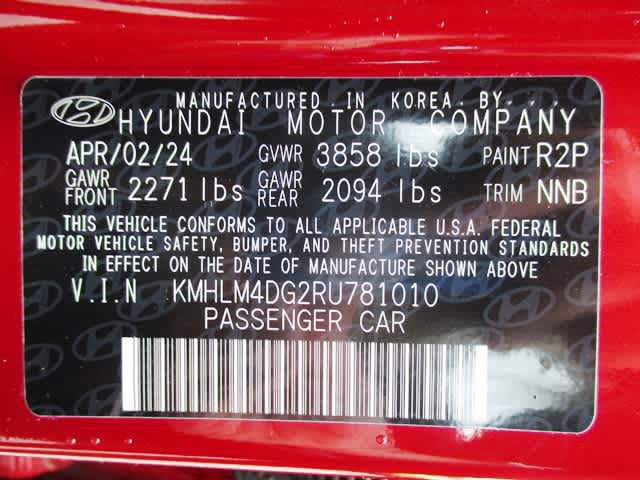 MANUFACTURED IN KOREA BY
HYUNDAI MOTOR COMPANY
APR/02/24 GVWR 3858 lbs PAINT R2P
GAWR FRONT 2271 lbs GAWR REAR 2094 lbs TRIM NNB
THIS VEHICLE CONFORMS TO ALL APPLICABLE U.S.A. FEDERAL
MOTOR VEHICLE SAFETY, BUMPER, AND THEFT PREVENTION STANDARDS
IN EFFECT ON THE DATE OF MANUFACTURE SHOWN ABOVE
V.I.N KMHLM4DG2RU781010
PASSENGER CAR